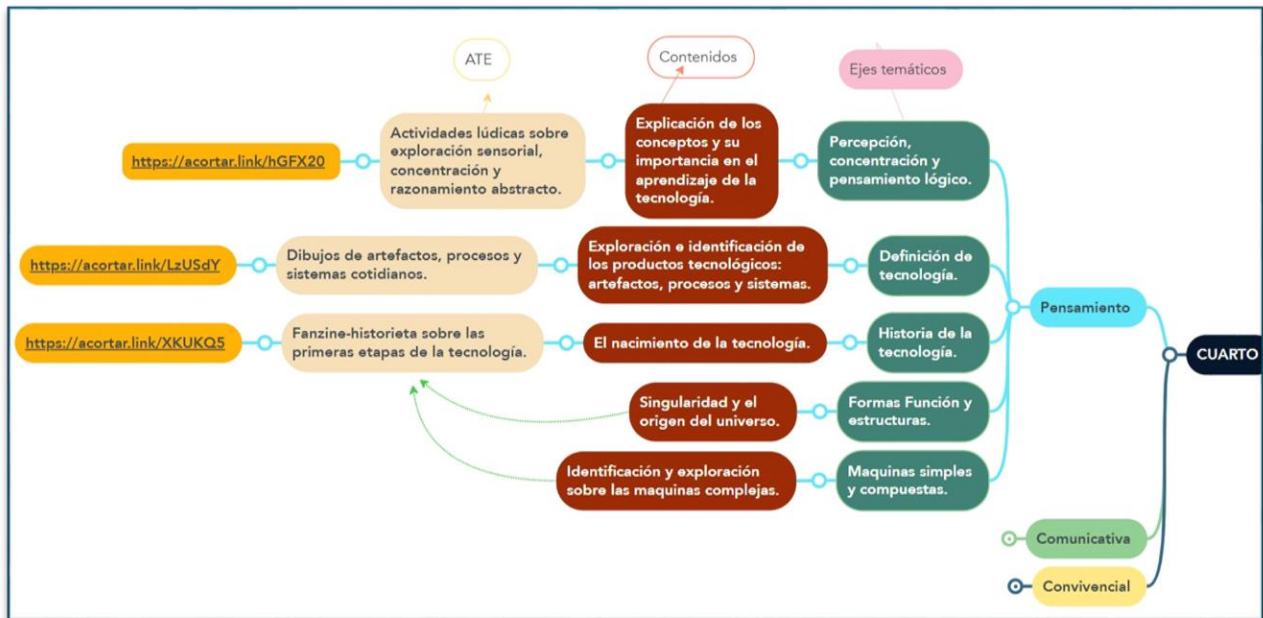 ATE
Contenidos
Ejes temáticos
https://acortar.link/hGFX20
Actividades lúdicas sobre
exploración sensorial,
concentración y
razonamiento abstracto.
Explicación de los
conceptos y su
importancia en el
aprendizaje de la
tecnología.
Percepción,
concentración y
pensamiento lógico.
https://acortar.link/LzUSdY
Dibujos de artefactos, procesos y
sistemas cotidianos.
Exploración e identificación de
los productos tecnológicos:
artefactos, procesos y sistemas.
Definición de
tecnología.
Pensamiento
https://acortar.link/XKUKQ5
Fanzine-historieta sobre las
primeras etapas de la tecnología.
El nacimiento de la tecnología.
Historia de la
tecnología.
CUARTO
Singularidad y el
origen del universo.
Formas Función y
estructuras.
Identificación y exploración
sobre las maquinas complejas.
Maquinas simples
y compuestas.
Comunicativa
Convivencial